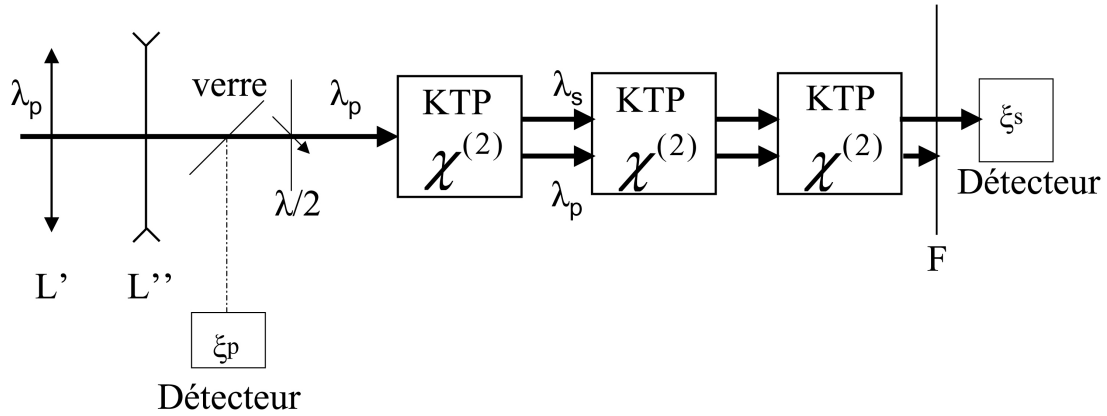 λp
verre
λp
KTP
χ(2)
λs
λp
KTP
χ(2)
KTP
χ(2)
ξs
Détecteur
λ/2
L'
L''
F
ξp
Détecteur